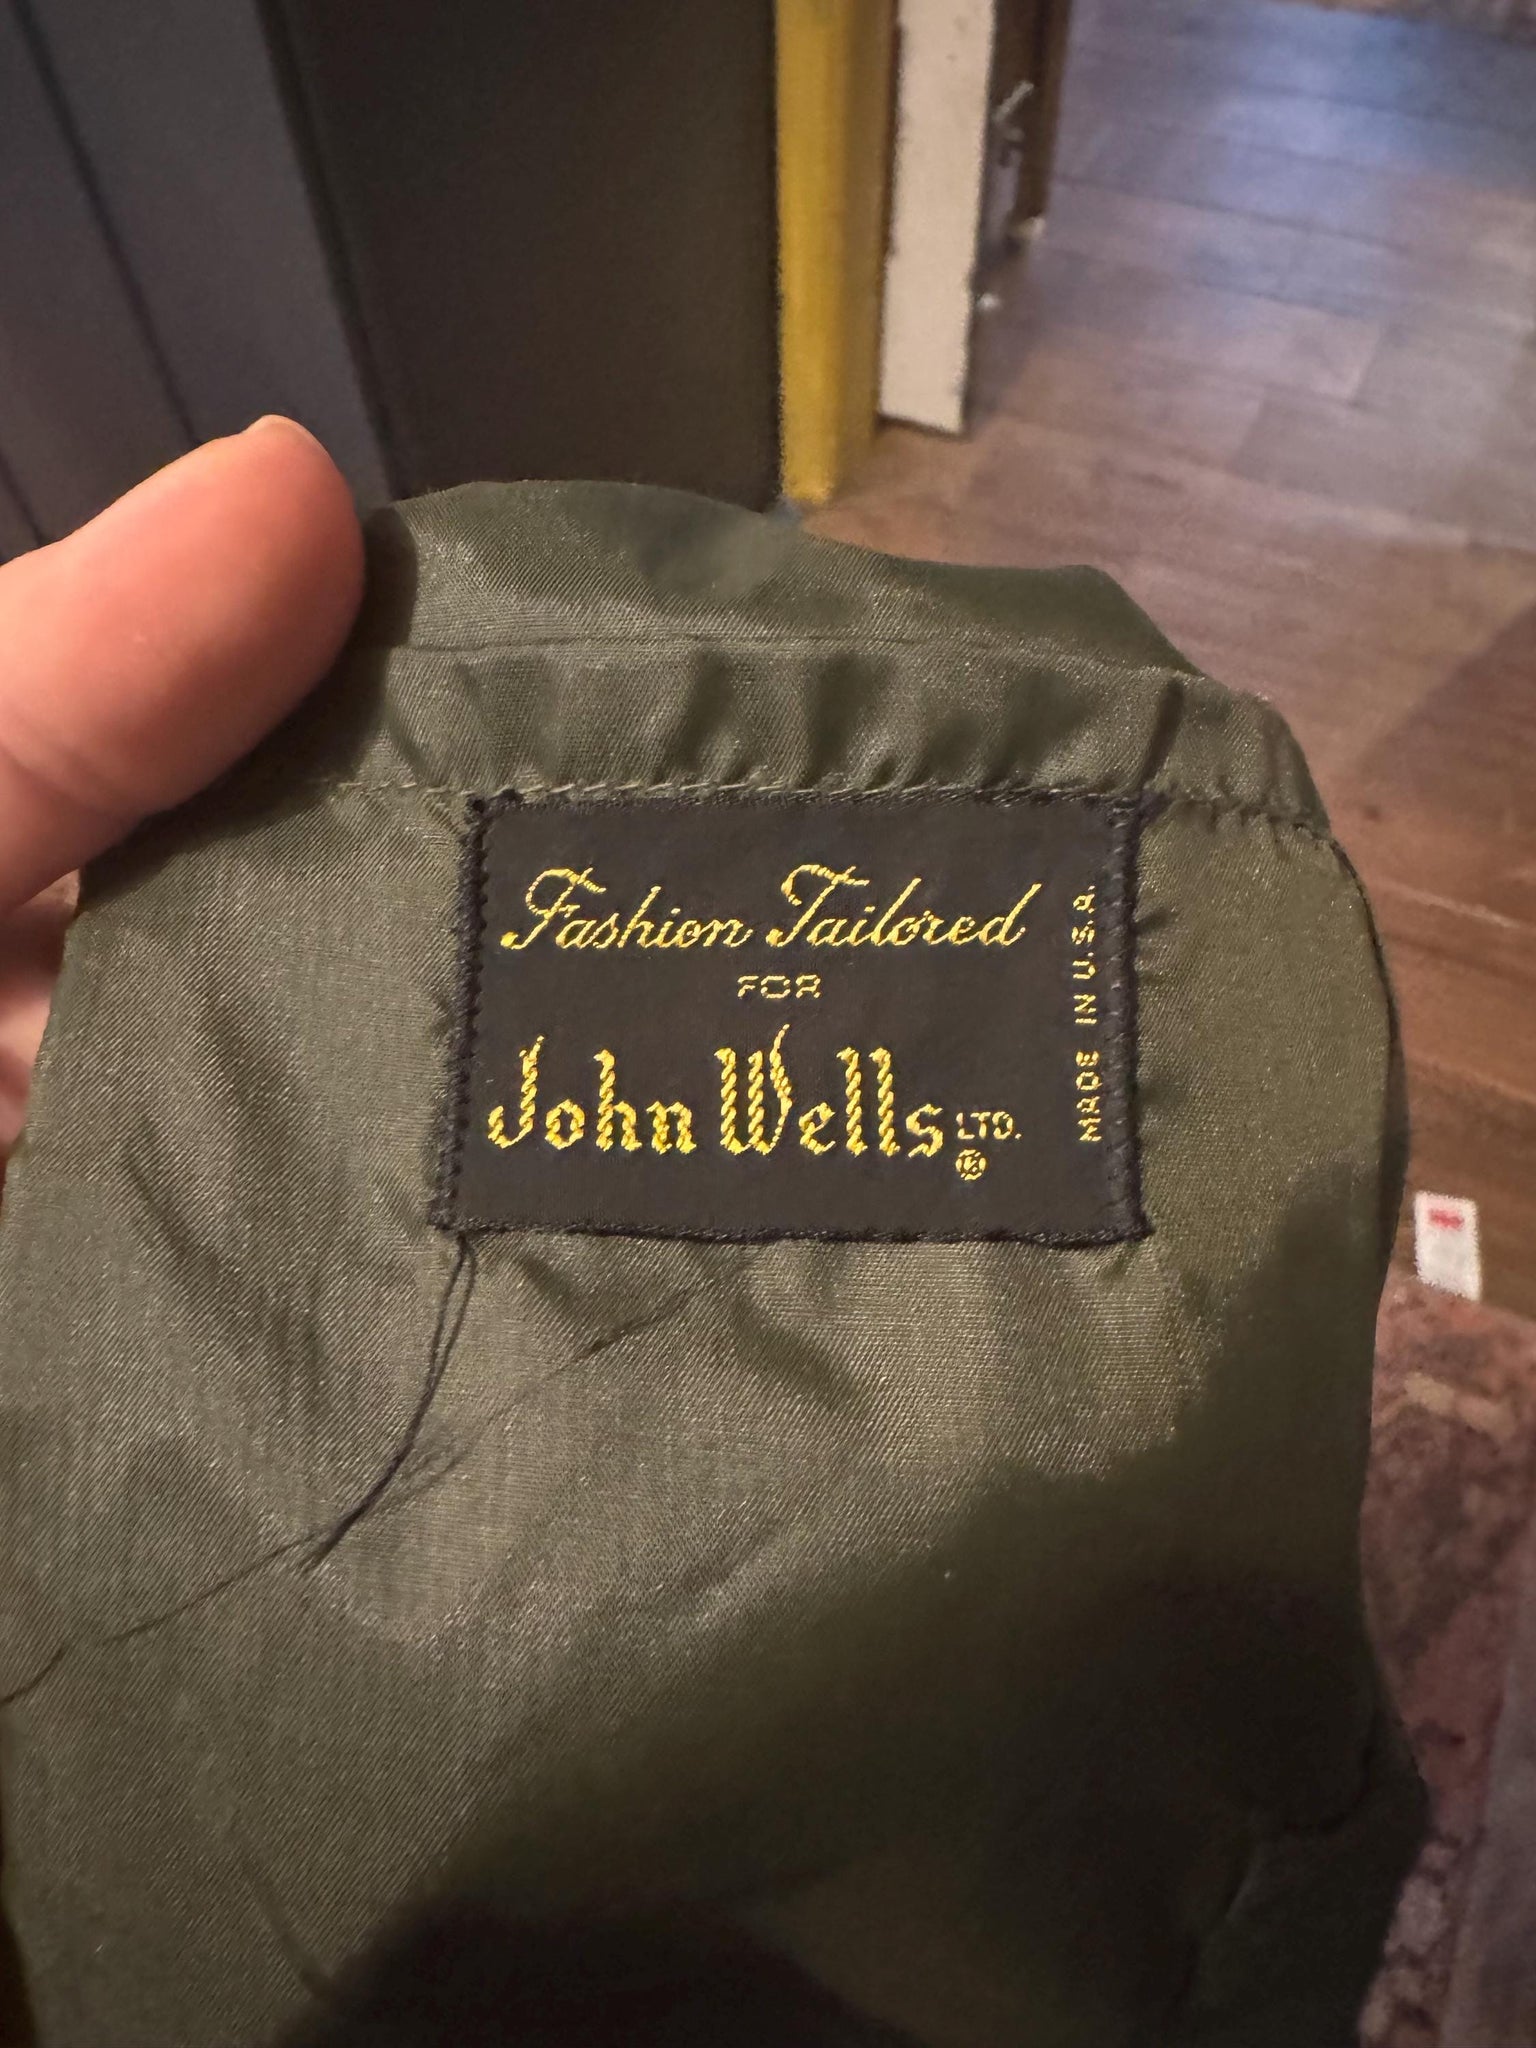 Fashion Tailored
FOR
John Wells LTD.
®
MADE IN U.S.A.